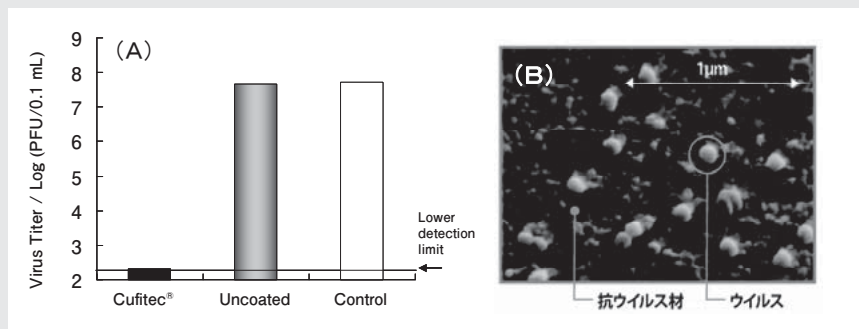 (A)
Virus Titer / Log (PFU/0.1 mL)
9
8
7
6
5
4
3
2
Cufitec®
Uncoated
Control
Lower
detection
limit
(B)
1μm
抗ウイルス材
ウイルス